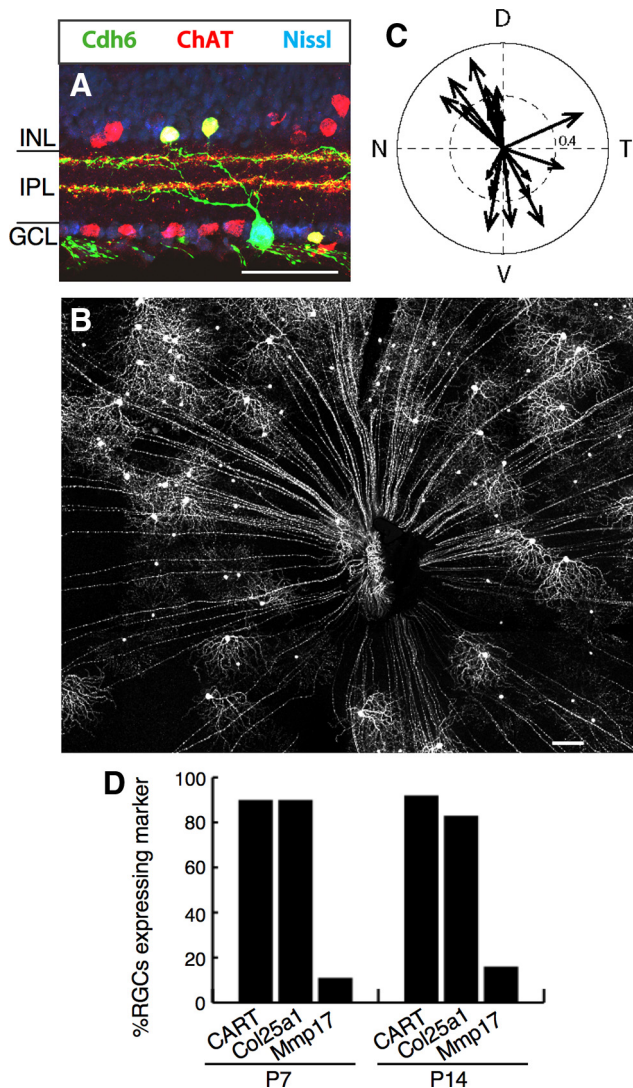 Cdh6 ChAT Nissl
A
INL
IPL
GCL
C
D
N
0.4
T
V
B
D
%RGCs expressing marker
100
80
60
40
20
0
CART Col25a1 Mmp17 CART Col25a1 Mmp17
P7 P14